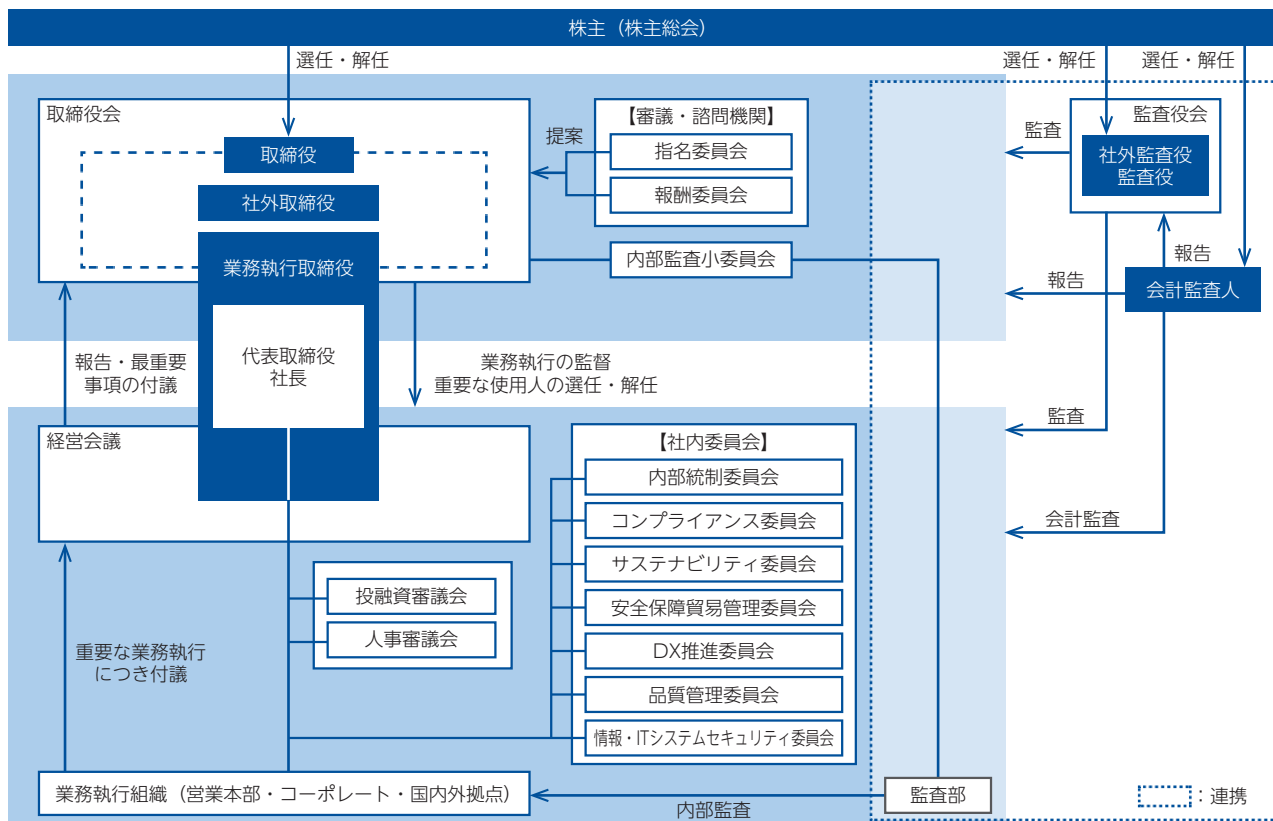 株主（株主総会）
選任・解任
選任・解任
選任・解任
取締役会
取締役
社外取締役
業務執行取締役
代表取締役
社長
提案
【審議・諮問機関】
指名委員会
報酬委員会
内部監査小委員会
監査
監査役会
社外監査役
監査役
報告
報告
会計監査人
報告・最重要
事項の付議
業務執行の監督
重要な使用人の選任・解任
監査
会計監査
経営会議
投融資審議会
人事審議会
【社内委員会】
内部統制委員会
コンプライアンス委員会
サステナビリティ委員会
安全保障貿易管理委員会
DX推進委員会
品質管理委員会
情報・ITシステムセキュリティ委員会
重要な業務執行
につき付議
業務執行組織（営業本部・コーポレート・国内外拠点）
内部監査
監査部
：連携